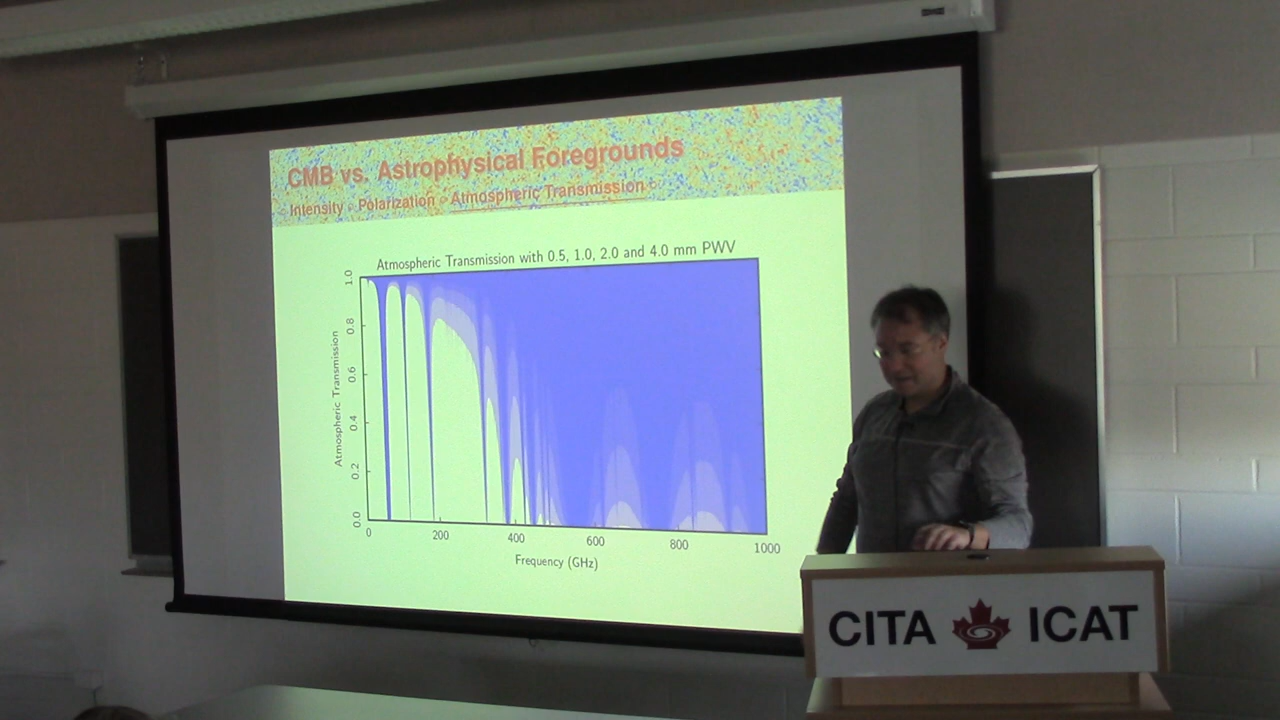 CMB vs. Astrophysical Foregrounds
Intensity Polarization Atmospheric Transmission
Atmospheric Transmission with 0.5, 1.0, 2.0 and 4.0 mm PWV
Atmospheric Transmission
1.0
0.8
0.6
0.4
0.2
0.0
0 200 400 600 800 1000
Frequency (GHz)
CITA ICAT